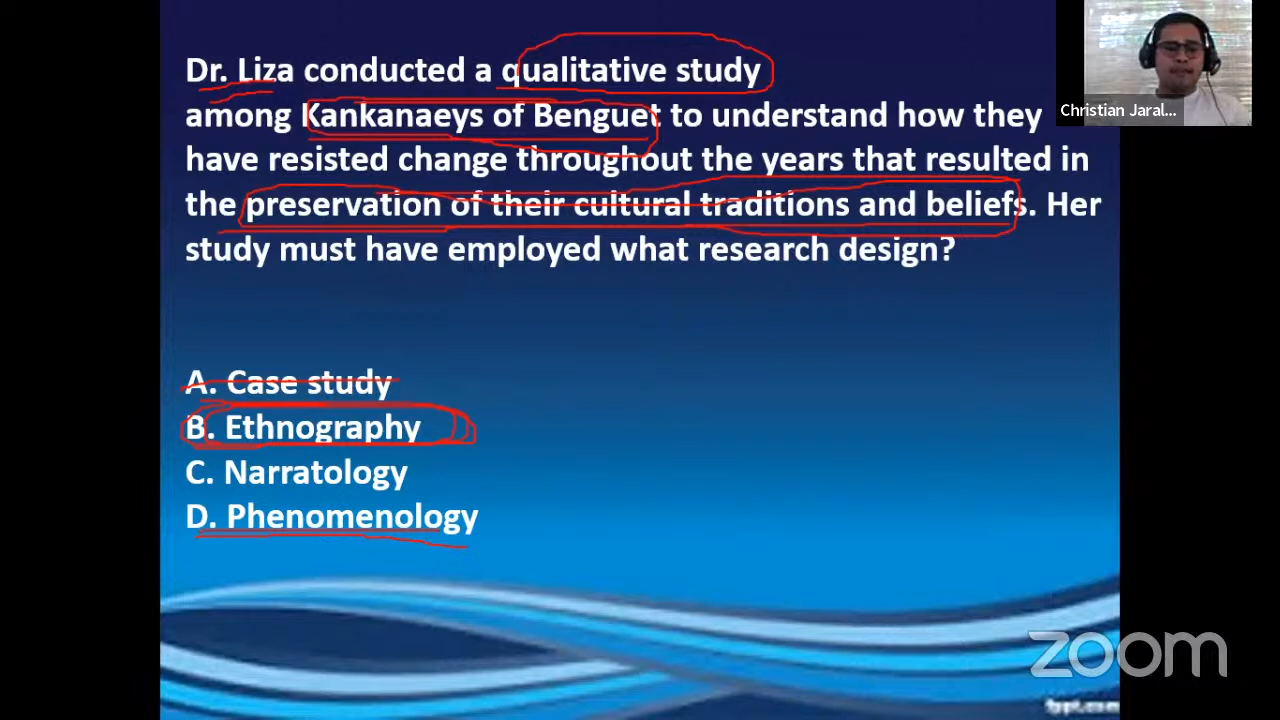 Dr. Liza conducted a qualitative study
among Kankanaeys of Benguet to understand how they
have resisted change throughout the years that resulted in
the preservation of their cultural traditions and beliefs. Her
study must have employed what research design?
A. Case study
B. Ethnography
C. Narratology
D. Phenomenology
Christian Jaral...
zoom
fppt.com